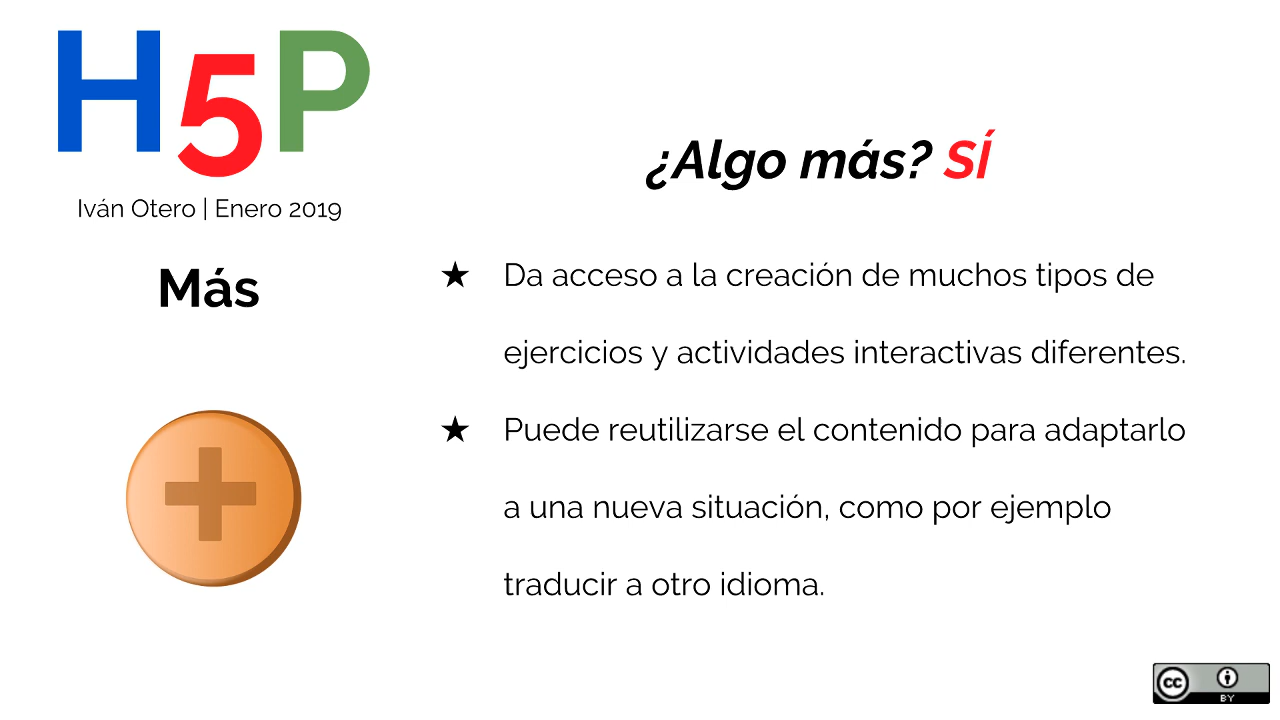 H5P
Iván Otero | Enero 2019
Más
¿Algo más? SÍ
★ Da acceso a la creación de muchos tipos de
ejercicios y actividades interactivas diferentes.
★ Puede reutilizarse el contenido para adaptarlo
a una nueva situación, como por ejemplo
traducir a otro idioma.
cc
BY